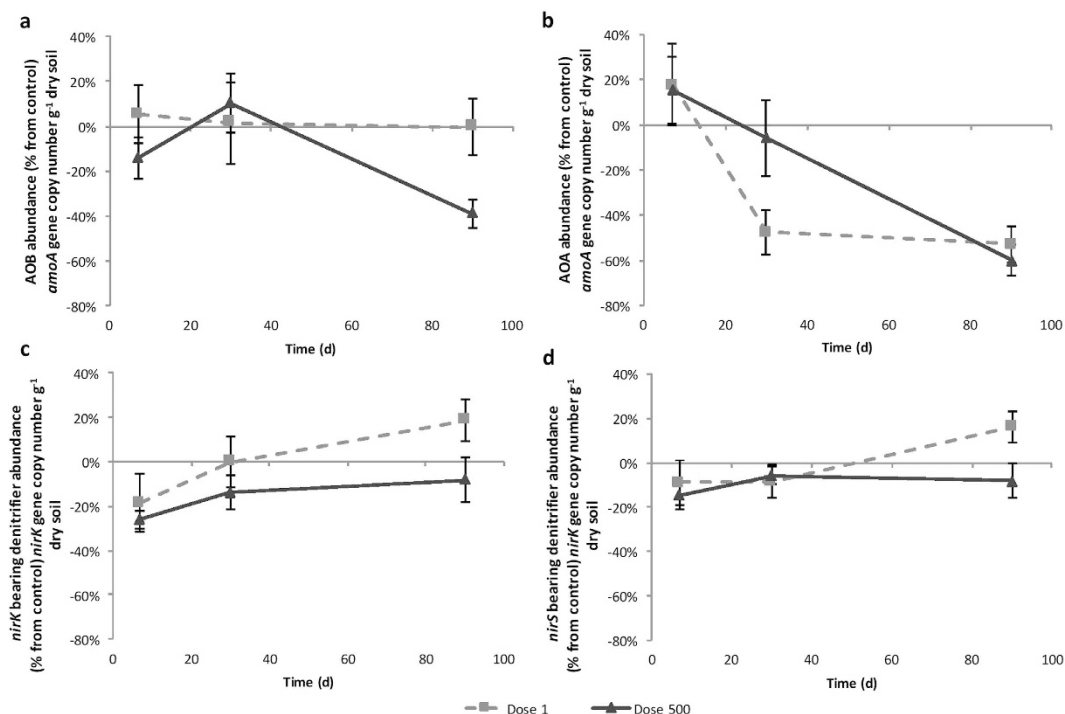 a
AOB abundance (% from control)
amoA gene copy number g-1 dry soil
40%
20%
0%
-20%
-40%
-60%
-80%
0
20
40
60
80
100
Time (d)
b
AOA abundance (% from control)
amoA gene copy number g-1 dry soil
40%
20%
0%
-20%
-40%
-60%
-80%
0
20
40
60
80
100
Time (d)
c
nirK bearing denitrifier abundance
(% from control) nirK gene copy number g-1
dry soil
40%
20%
0%
-20%
-40%
-60%
-80%
0
20
40
60
80
100
Time (d)
d
nirS bearing denitrifier abundance
(% from control) nirK gene copy number g-1
dry soil
40%
20%
0%
-20%
-40%
-60%
-80%
0
20
40
60
80
100
Time (d)
Dose 1
Dose 500